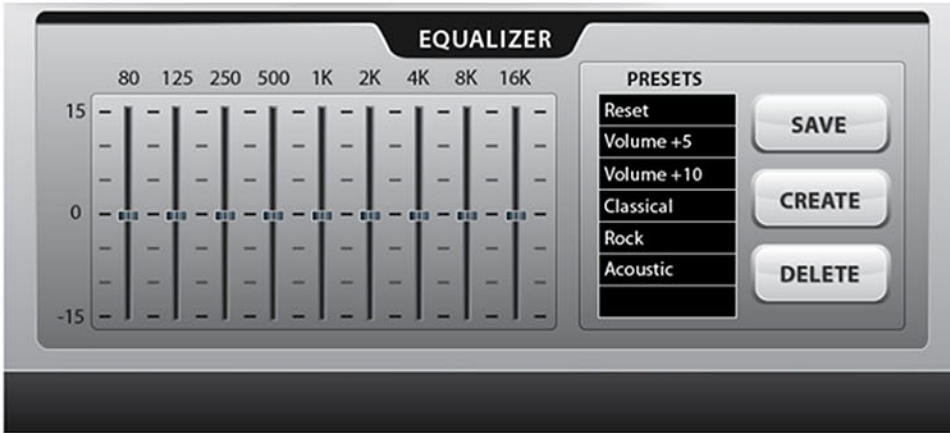 EQUALIZER
80 125 250 500 1K 2K 4K 8K 16K
15
0
-15
PRESETS
Reset
Volume +5
Volume +10
Classical
Rock
Acoustic
SAVE
CREATE
DELETE